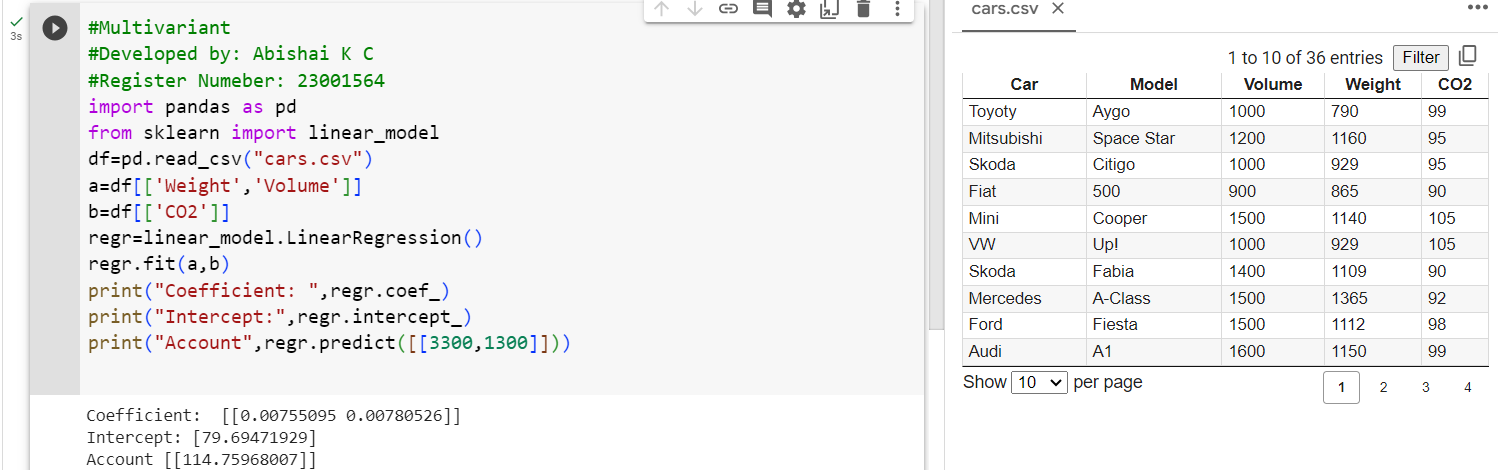 3s
#Multivariant
#Developed by: Abishai K C
#Register Numeber: 23001564
import pandas as pd
from sklearn import linear_model
df=pd.read_csv("cars.csv")
a=df[['Weight','Volume']]
b=df[['CO2']]
regr=linear_model.LinearRegression()
regr.fit(a,b)
print("Coefficient: ",regr.coef_)
print("Intercept:",regr.intercept_)
print("Account",regr.predict([[3300,1300]]))
Coefficient:  [[0.00755095 0.00780526]]
Intercept: [79.69471929]
Account [[114.75968007]]
cars.csv
1 to 10 of 36 entries Filter
Car Model Volume Weight CO2
Toyoty Aygo 1000 790 99
Mitsubishi Space Star 1200 1160 95
Skoda Citigo 1000 929 95
Fiat 500 900 865 90
Mini Cooper 1500 1140 105
VW Up! 1000 929 105
Skoda Fabia 1400 1109 90
Mercedes A-Class 1500 1365 92
Ford Fiesta 1500 1112 98
Audi A1 1600 1150 99
Show 10 per page 1 2 3 4